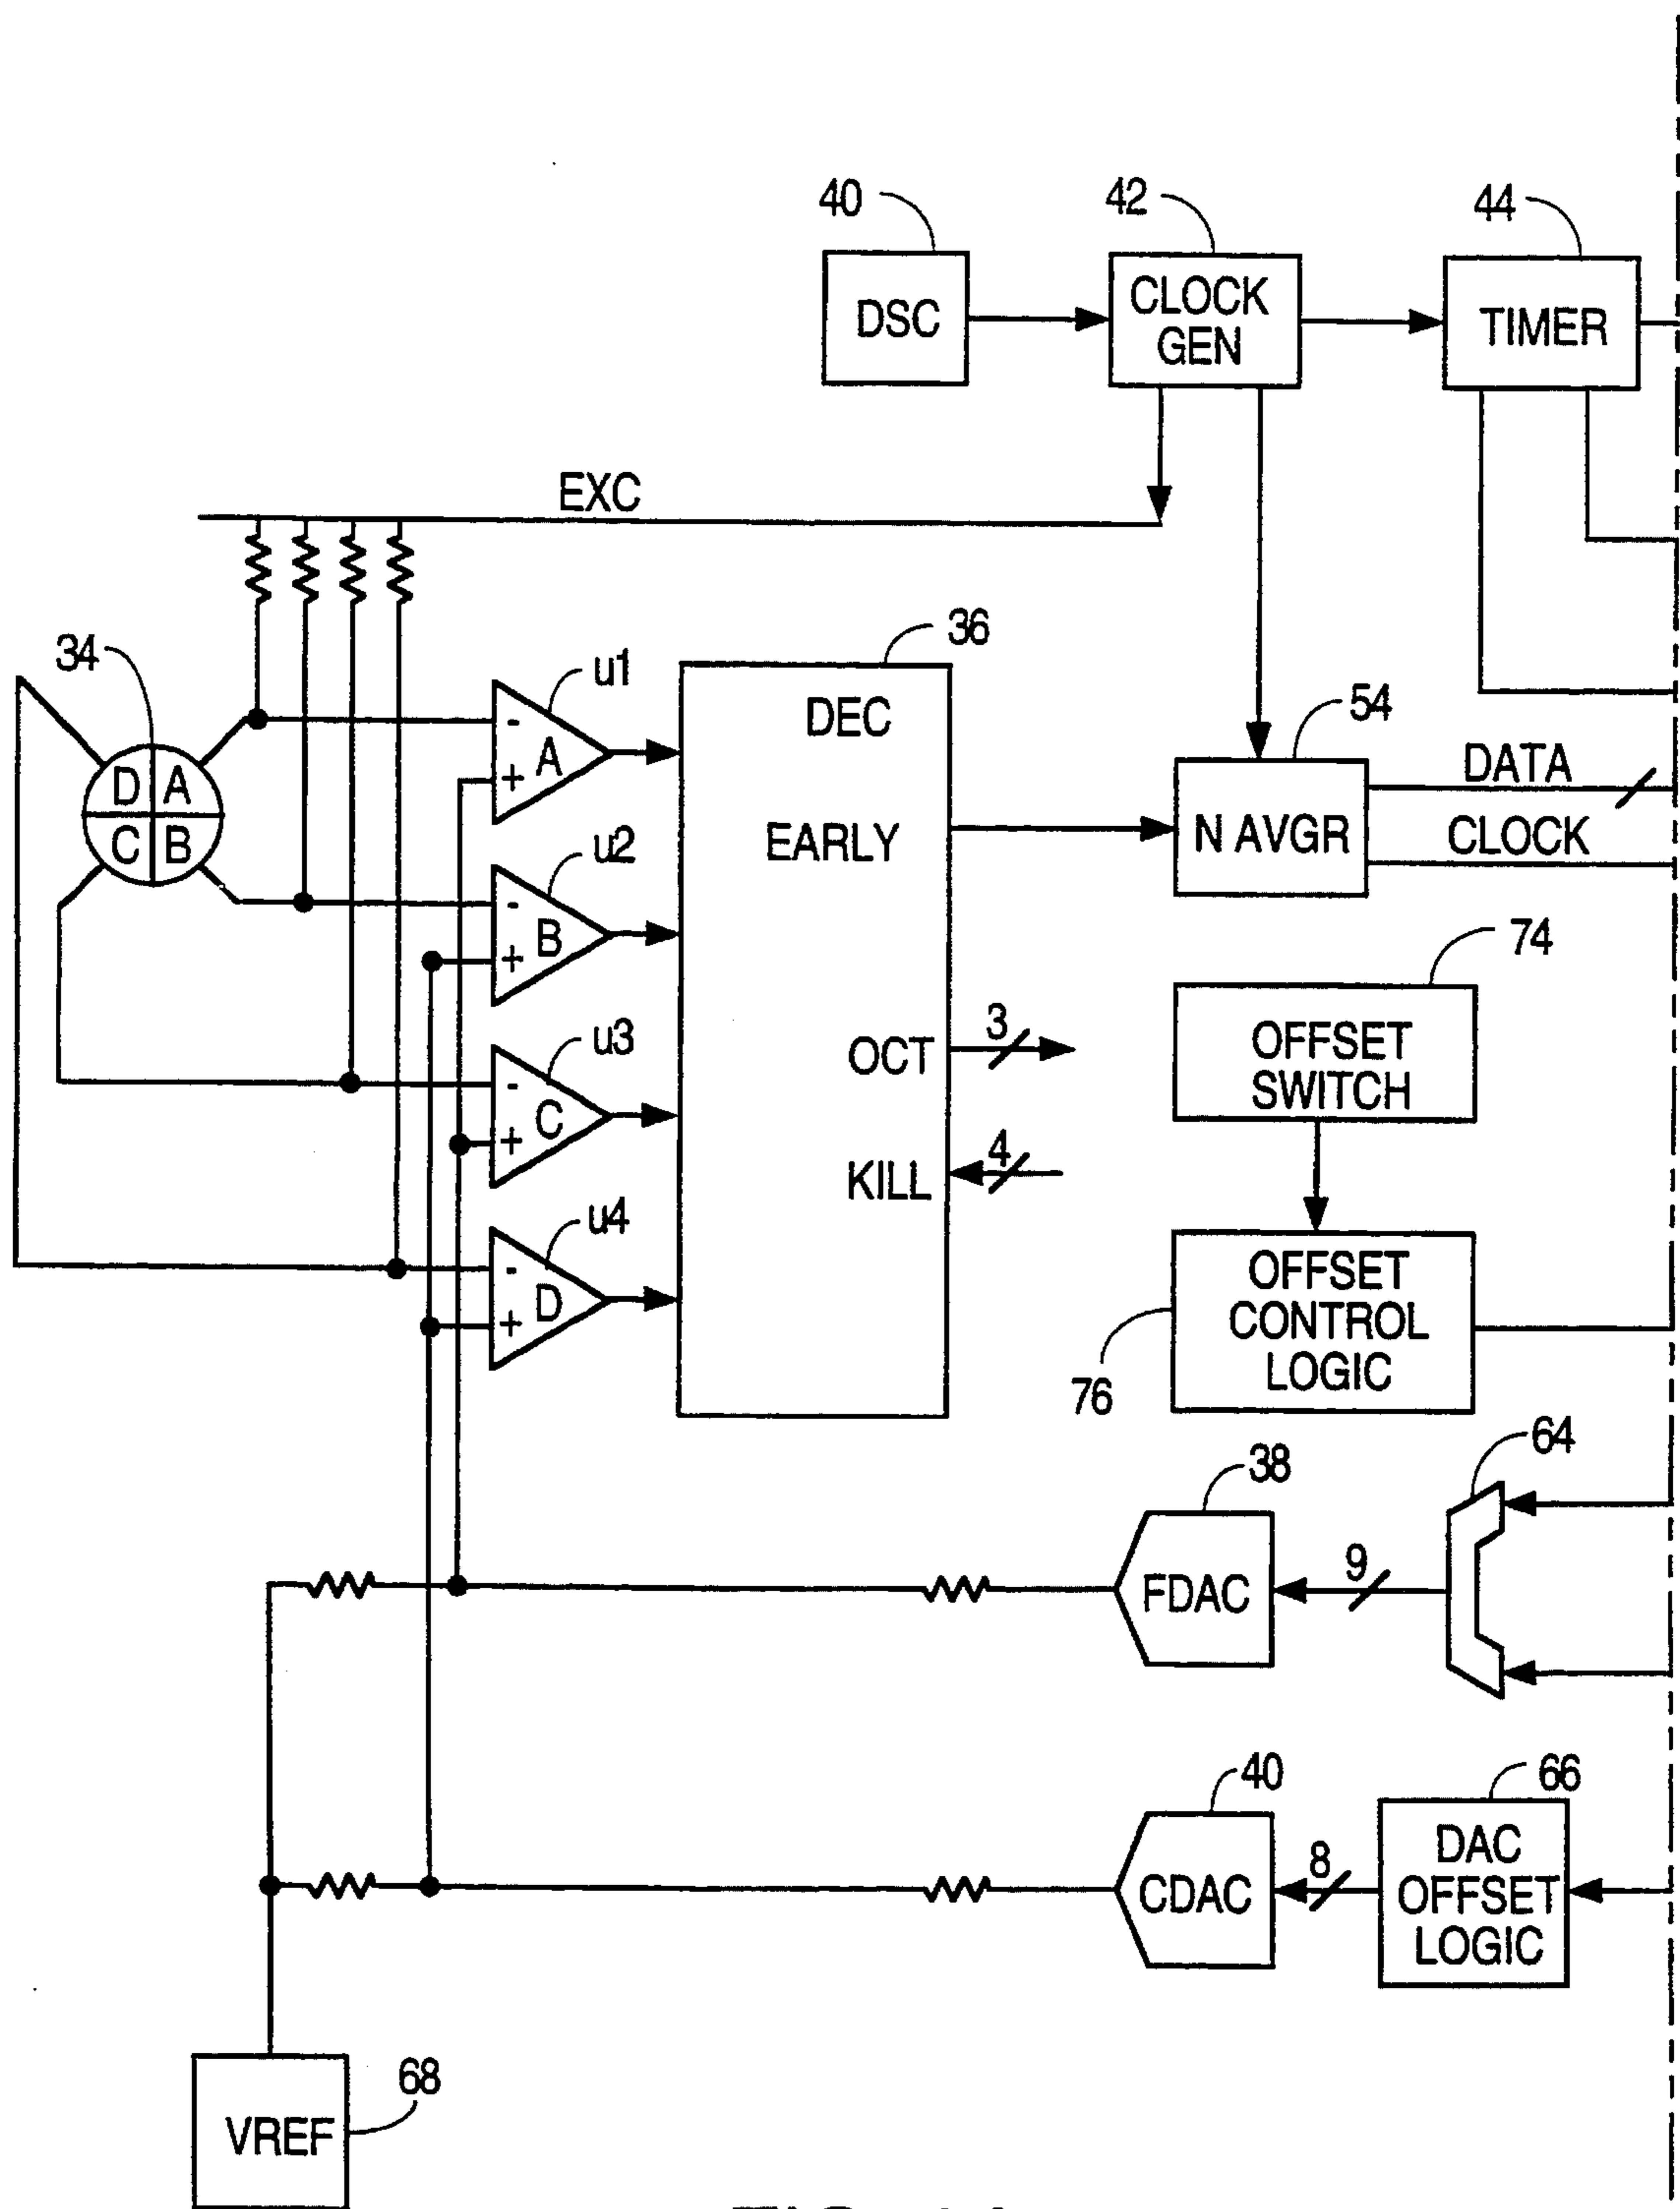 40
42
44
DSC
CLOCK
GEN
TIMER
EXC
34
u1
36
D
A
C
B
-
+
A
DEC
54
DATA
u2
EARLY
N AVGR
CLOCK
-
+
B
74
u3
OCT
3
OFFSET
SWITCH
-
+
C
KILL
4
u4
-
+
D
OFFSET
CONTROL
LOGIC
76
38
64
FDAC
9
40
66
CDAC
8
DAC
OFFSET
LOGIC
68
VREF